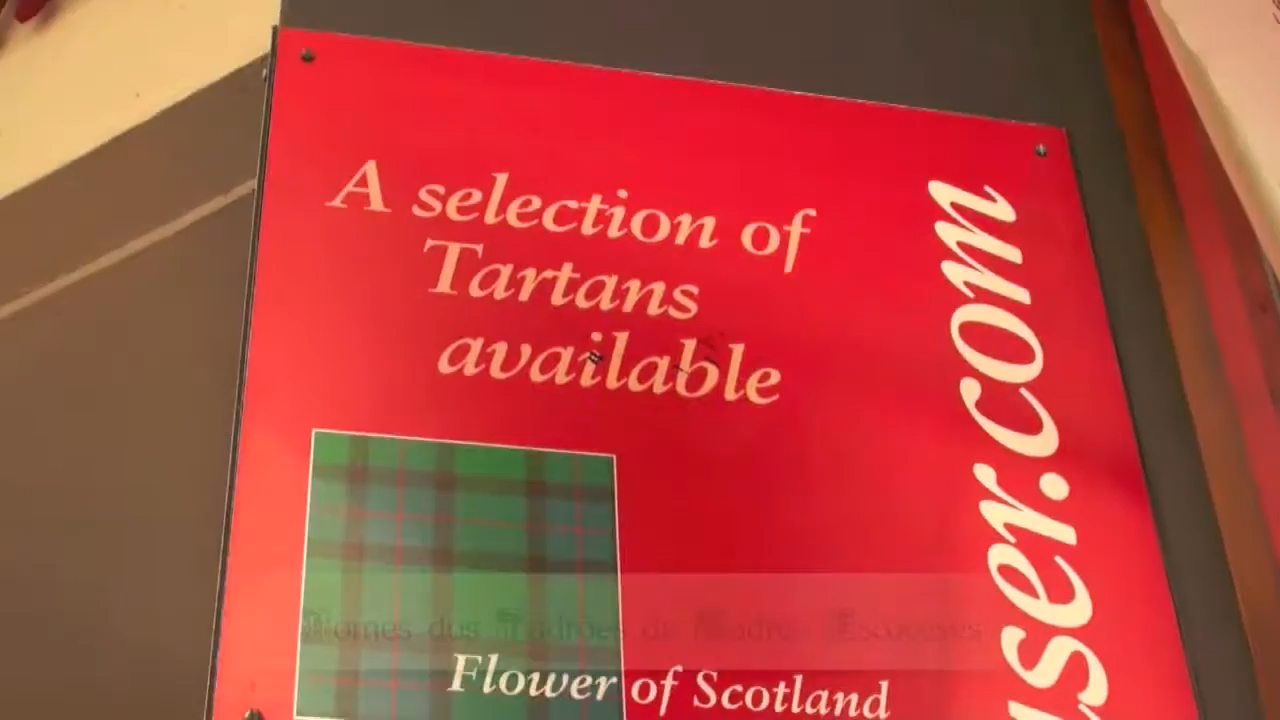 A selection of
Tartans
available
Flower of Scotland
ser.com